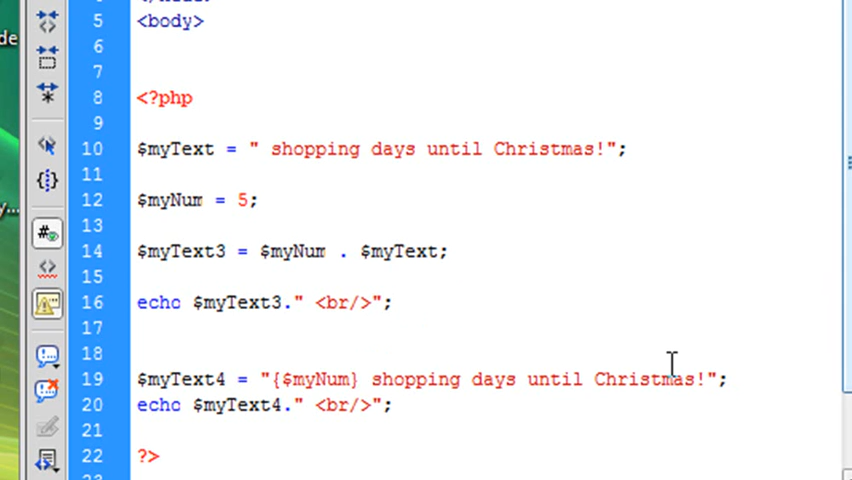 de
5 <body>
6
7
8 <?php
9
10 $myText = " shopping days until Christmas!";
11
12 $myNum = 5;
13
14 $myText3 = $myNum . $myText;
15
16 echo $myText3." <br/>";
17
18
19 $myText4 = "{$myNum} shopping days until Christmas!";
20 echo $myText4." <br/>";
21
22 ?>